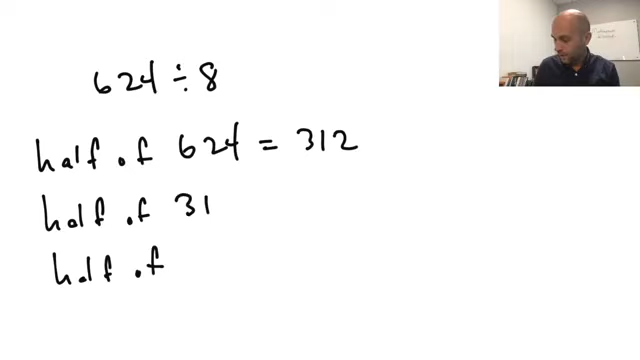 624 ÷ 8
half of 624 = 312
half of 31
half of